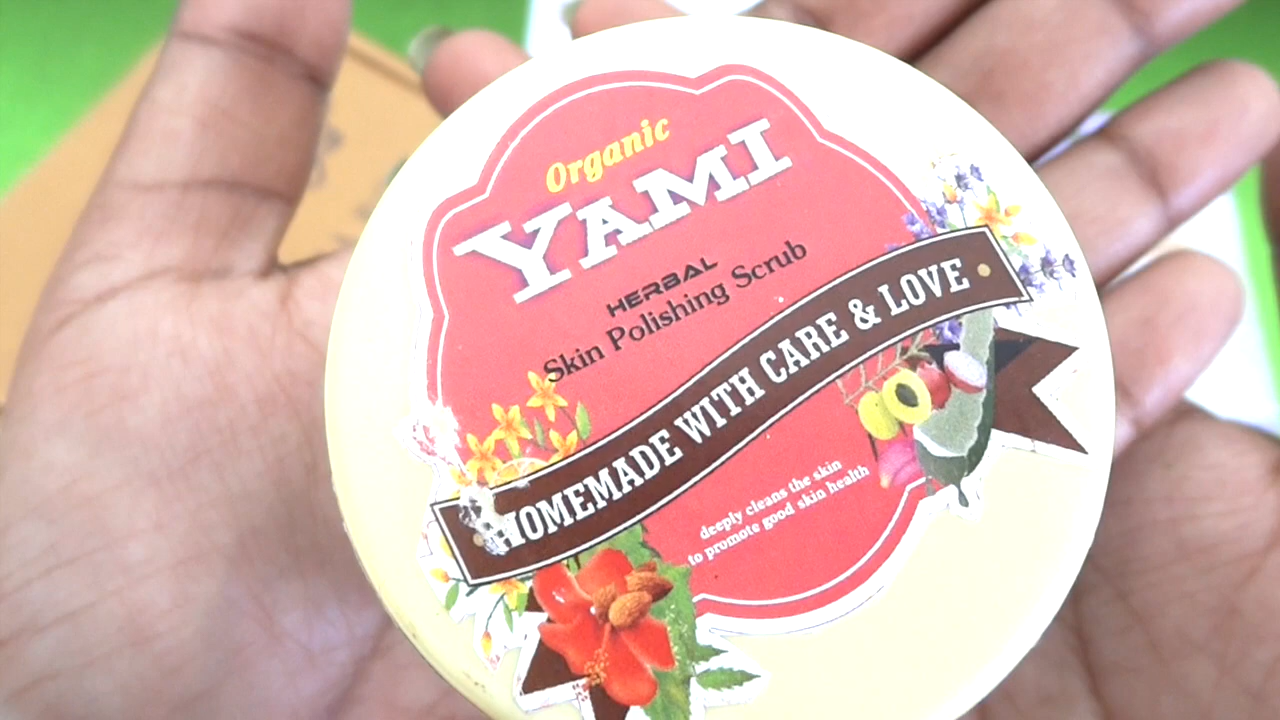 Organic
YAMI
HERBAL
Skin Polishing Scrub
HOMEMADE WITH CARE & LOVE
deeply cleans the skin
to promote good skin health